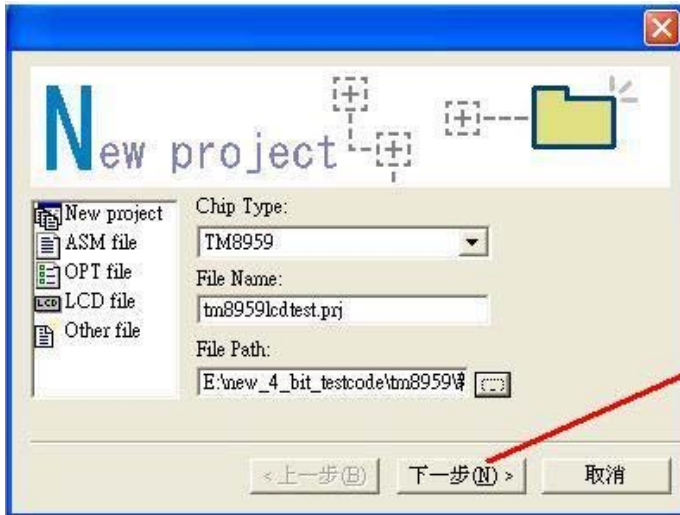 New project
New project
ASM file
OPT file
LCD file
Other file
Chip Type:
TM8959
File Name:
tm8959lcdtest.prj
File Path:
E:\new_4_bit_testcode\tm8959\
<上一步(B)
下一步(N) >
取消